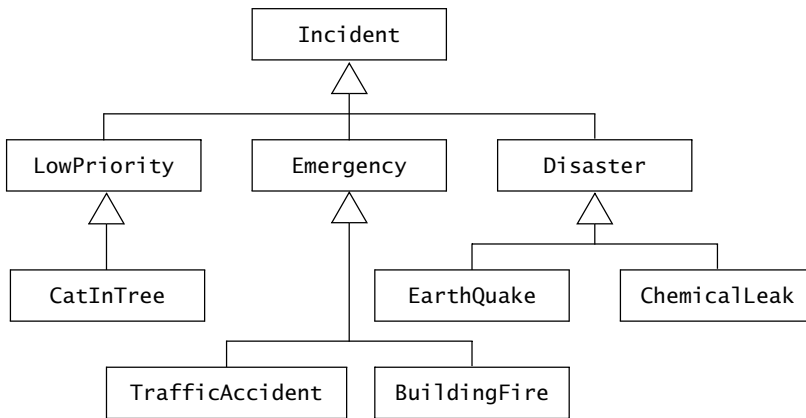 Incident
LowPriority
Emergency
Disaster
CatInTree
EarthQuake
ChemicalLeak
TrafficAccident
BuildingFire